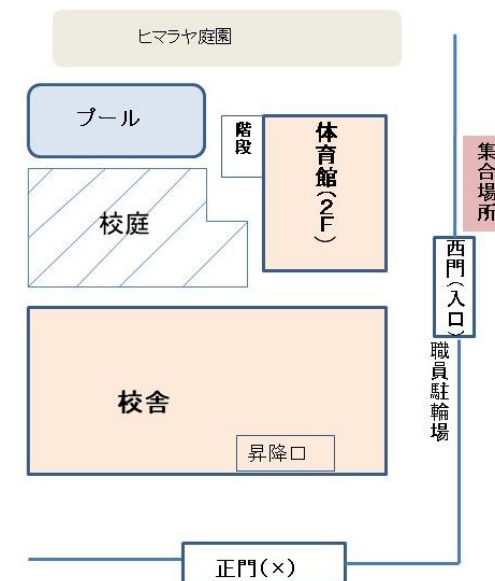 ヒマラヤ庭園
プール
階段
体育館(2F)
集合場所
校庭
西門(入口)
職員駐輪場
校舎
昇降口
正門(×)